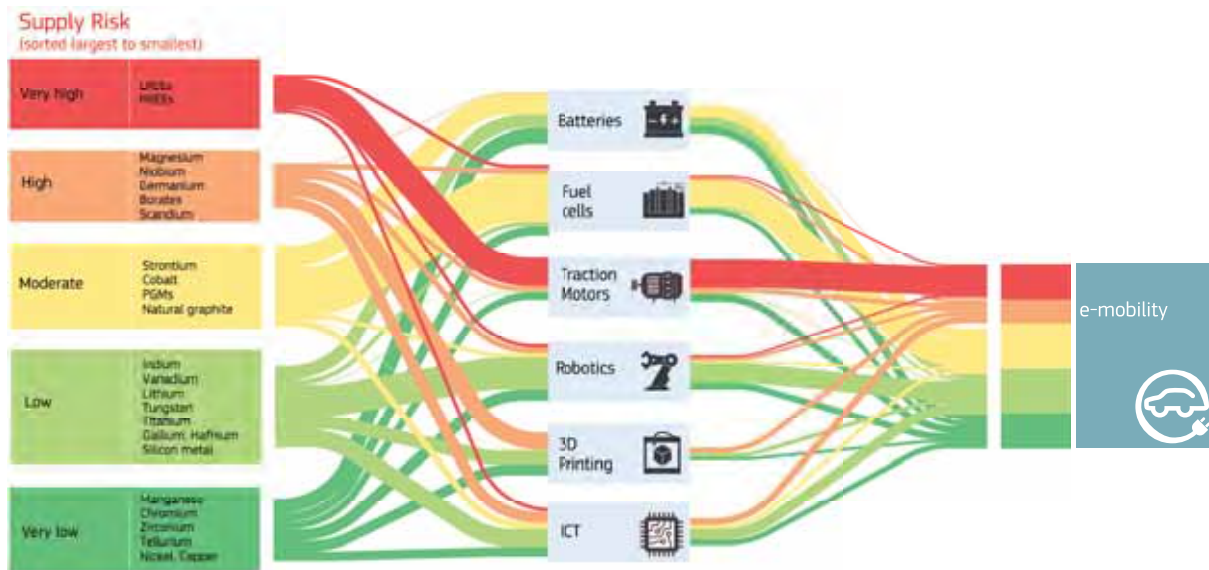 Supply Risk
(sorted largest to smallest)
Very high
LREEs
HREEs
High
Magnesium
Niobium
Germanium
Borates
Scandium
Moderate
Strontium
Cobalt
PGMs
Natural graphite
Low
Indium
Vanadium
Lithium
Tungsten
Titanium
Gallium, Hafnium
Silicon metal
Very low
Manganese
Chromium
Zirconium
Tellurium
Nickel, Copper
Batteries
Fuel
cells
Traction
Motors
Robotics
3D
Printing
ICT
e-mobility